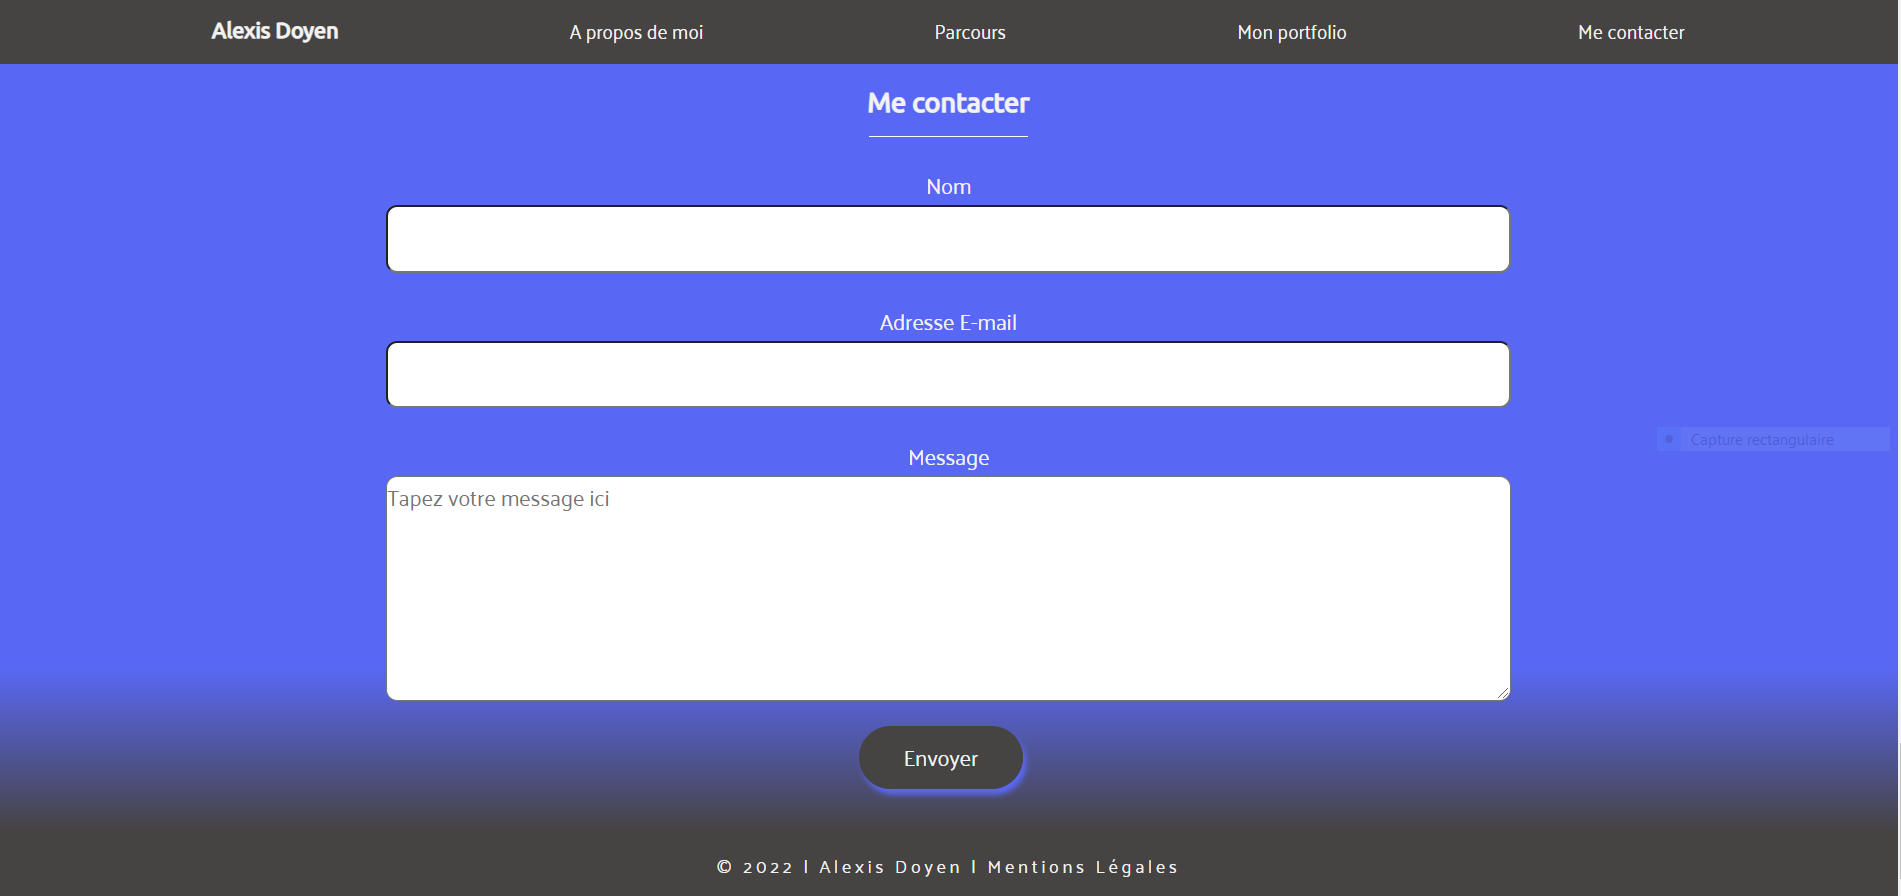 Alexis Doyen A propos de moi Parcours Mon portfolio Me contacter
Me contacter
Nom
Adresse E-mail
Capture rectangulaire
Message
Tapez votre message ici
Envoyer
© 2022 | Alexis Doyen | Mentions Légales